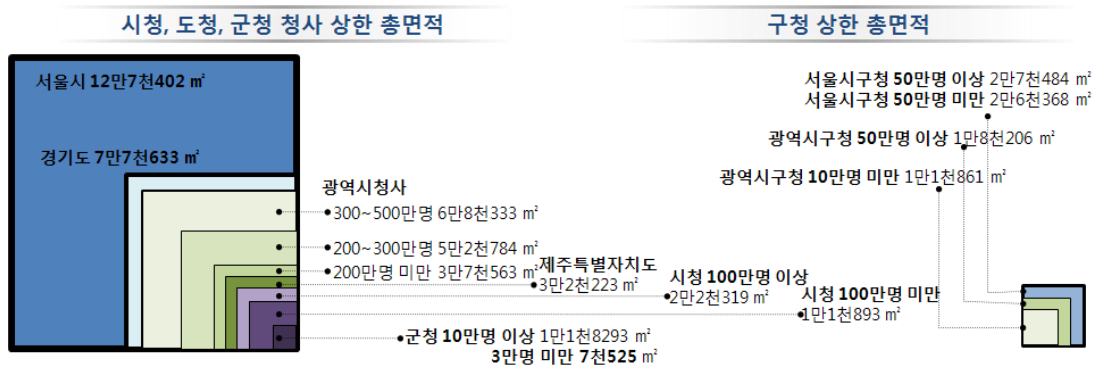 시청, 도청, 군청 청사 상한 총면적
서울시 12만7천402 ㎡
경기도 7만7천633 ㎡
광역시청사
300~500만명 6만8천333 ㎡
200~300만명 5만2천784 ㎡
200만명 미만 3만7천563 ㎡
제주특별자치도
3만2천223 ㎡
시청 100만명 이상
2만2천319 ㎡
시청 100만명 미만
1만1천893 ㎡
군청 10만명 이상 1만1천8293 ㎡
3만명 미만 7천525 ㎡
구청 상한 총면적
서울시구청 50만명 이상 2만7천484 ㎡
서울시구청 50만명 미만 2만6천368 ㎡
광역시구청 50만명 이상 1만8천206 ㎡
광역시구청 10만명 미만 1만1천861 ㎡